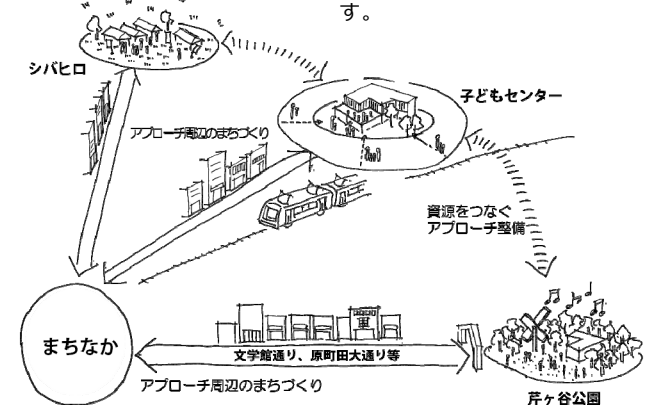 す。
シバヒロ
子どもセンター
アプローチ周辺のまちづくり
資源をつなぐ
アプローチ整備
まちなか
文学館通り、原町田大通り等
アプローチ周辺のまちづくり
芹ヶ谷公園